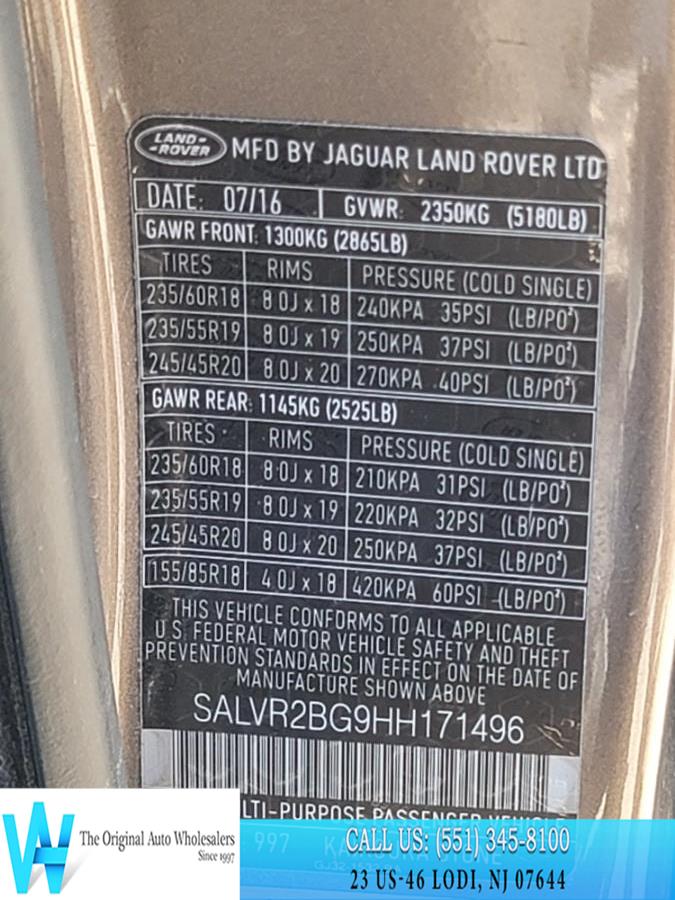 LAND-
-ROVER
MFD BY JAGUAR LAND ROVER LTD
DATE: 07/16 GVWR: 2350KG (5180LB)
GAWR FRONT: 1300KG (2865LB)
TIRES RIMS PRESSURE (COLD SINGLE)
235/60R18 8.0J x 18 240KPA 35PSI (LB/PO²)
235/55R19 8.0J x 19 250KPA 37PSI (LB/PO²)
245/45R20 8.0J x 20 270KPA 40PSI (LB/PO²)
GAWR REAR: 1145KG (2525LB)
TIRES RIMS PRESSURE (COLD SINGLE)
235/60R18 8.0J x 18 210KPA 31PSI (LB/PO²)
235/55R19 8.0J x 19 220KPA 32PSI (LB/PO²)
245/45R20 8.0J x 20 250KPA 37PSI (LB/PO²)
155/85R18 4.0J x 18 420KPA 60PSI (LB/PO²)
THIS VEHICLE CONFORMS TO ALL APPLICABLE
U.S. FEDERAL MOTOR VEHICLE SAFETY AND THEFT
PREVENTION STANDARDS IN EFFECT ON THE DATE OF
MANUFACTURE SHOWN ABOVE
SALVR2BG9HH171496
LTI-PURPOSE PASSENGER VEHICLE
997 KAIKOURA STONE
The Original Auto Wholesalers
Since 1997
CALL US: (551) 345-8100
23 US-46 LODI, NJ 07644